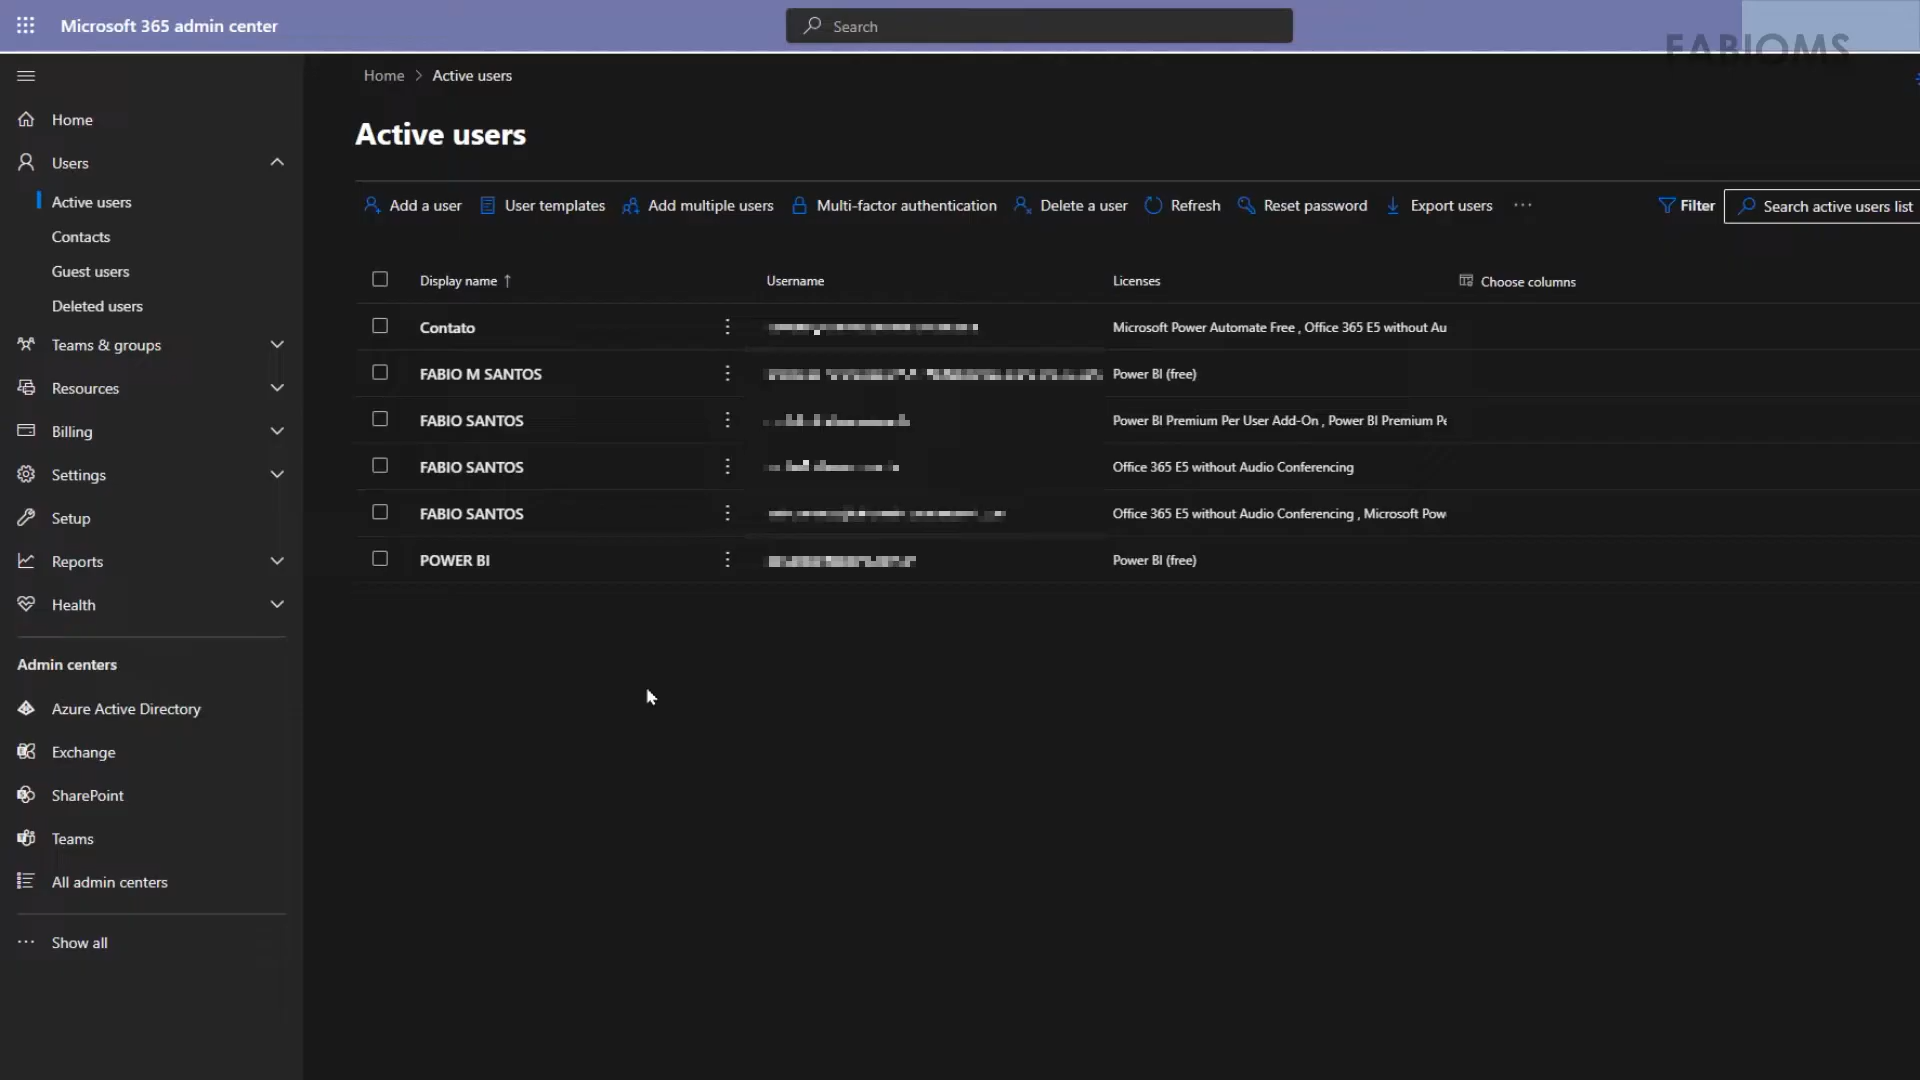 Microsoft 365 admin center
Search
FABIOMS
Home > Active users
Home
Users
Active users
Contacts
Guest users
Deleted users
Teams & groups
Resources
Billing
Settings
Setup
Reports
Health
Admin centers
Azure Active Directory
Exchange
SharePoint
Teams
All admin centers
Show all
Active users
Add a user User templates Add multiple users Multi-factor authentication Delete a user Refresh Reset password Export users Filter Search active users list
Display name ↑ Username Licenses Choose columns
Contato Microsoft Power Automate Free , Office 365 E5 without Au
FABIO M SANTOS Power BI (free)
FABIO SANTOS Power BI Premium Per User Add-On , Power BI Premium Pe
FABIO SANTOS Office 365 E5 without Audio Conferencing
FABIO SANTOS Office 365 E5 without Audio Conferencing , Microsoft Pow
POWER BI Power BI (free)